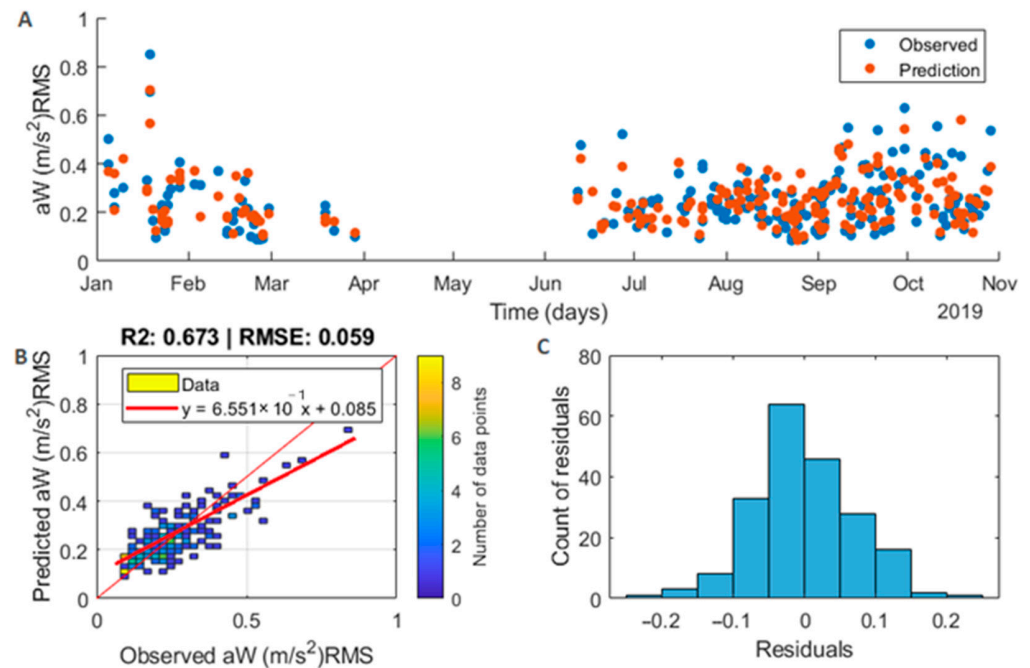 A
aW (m/s²)RMS
1
0.8
0.6
0.4
0.2
0
Observed
Prediction
Jan Feb Mar Apr May Jun Jul Aug Sep Oct Nov
Time (days)
2019
B
R2: 0.673 | RMSE: 0.059
Predicted aW (m/s²)RMS
1
0.8
0.6
0.4
0.2
0
Data
y = 6.551×10⁻¹x + 0.085
0 0.5 1
Observed aW (m/s²)RMS
8
6
4
2
0
Number of data points
C
Count of residuals
80
60
40
20
0
−0.2 −0.1 0 0.1 0.2
Residuals